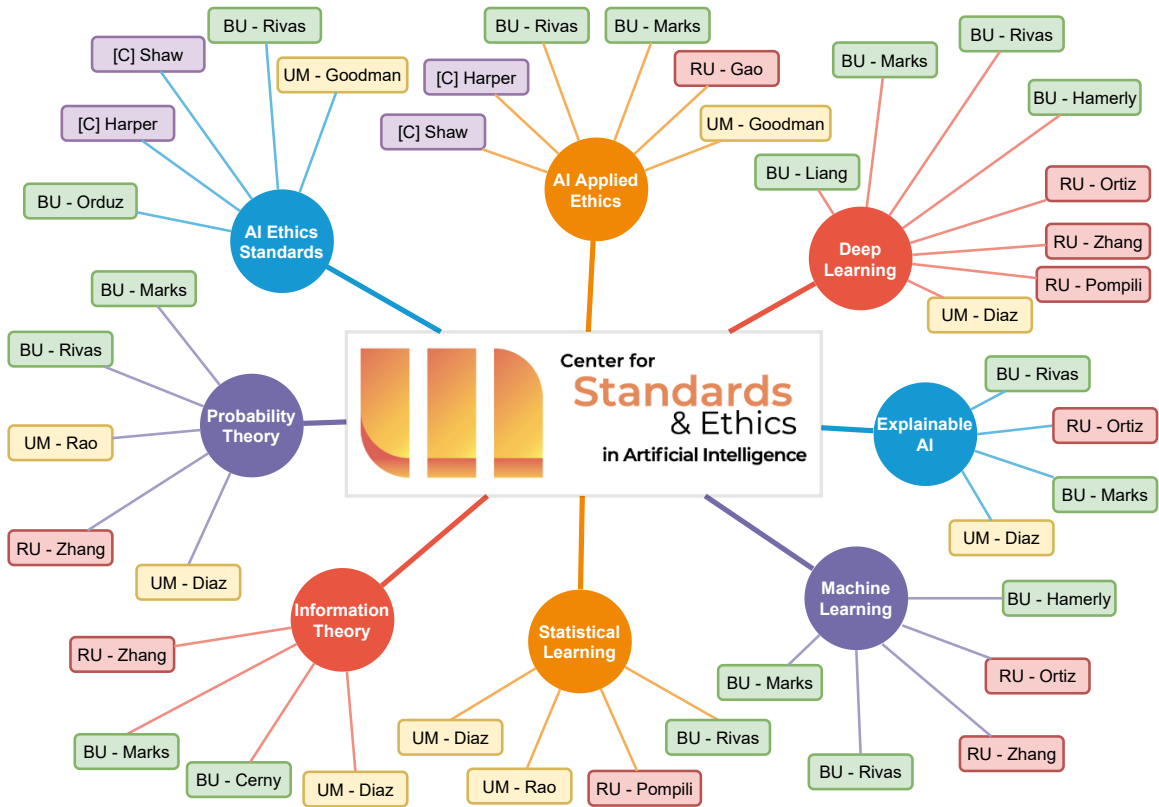 BU - Rivas
[C] Shaw
UM - Goodman
[C] Harper
BU - Orduz
AI Ethics
Standards
BU - Rivas
BU - Marks
[C] Harper
RU - Gao
[C] Shaw
UM - Goodman
AI Applied
Ethics
BU - Rivas
BU - Marks
BU - Hamerly
BU - Liang
RU - Ortiz
RU - Zhang
RU - Pompili
UM - Diaz
Deep
Learning
BU - Marks
BU - Rivas
UM - Rao
RU - Zhang
UM - Diaz
Probability
Theory
Center for
Standards
& Ethics
in Artificial Intelligence
BU - Rivas
RU - Ortiz
BU - Marks
UM - Diaz
Explainable
AI
Information
Theory
RU - Zhang
BU - Marks
BU - Cerny
UM - Diaz
Statistical
Learning
UM - Diaz
UM - Rao
RU - Pompili
BU - Rivas
Machine
Learning
BU - Hamerly
RU - Ortiz
RU - Zhang
BU - Rivas
BU - Marks